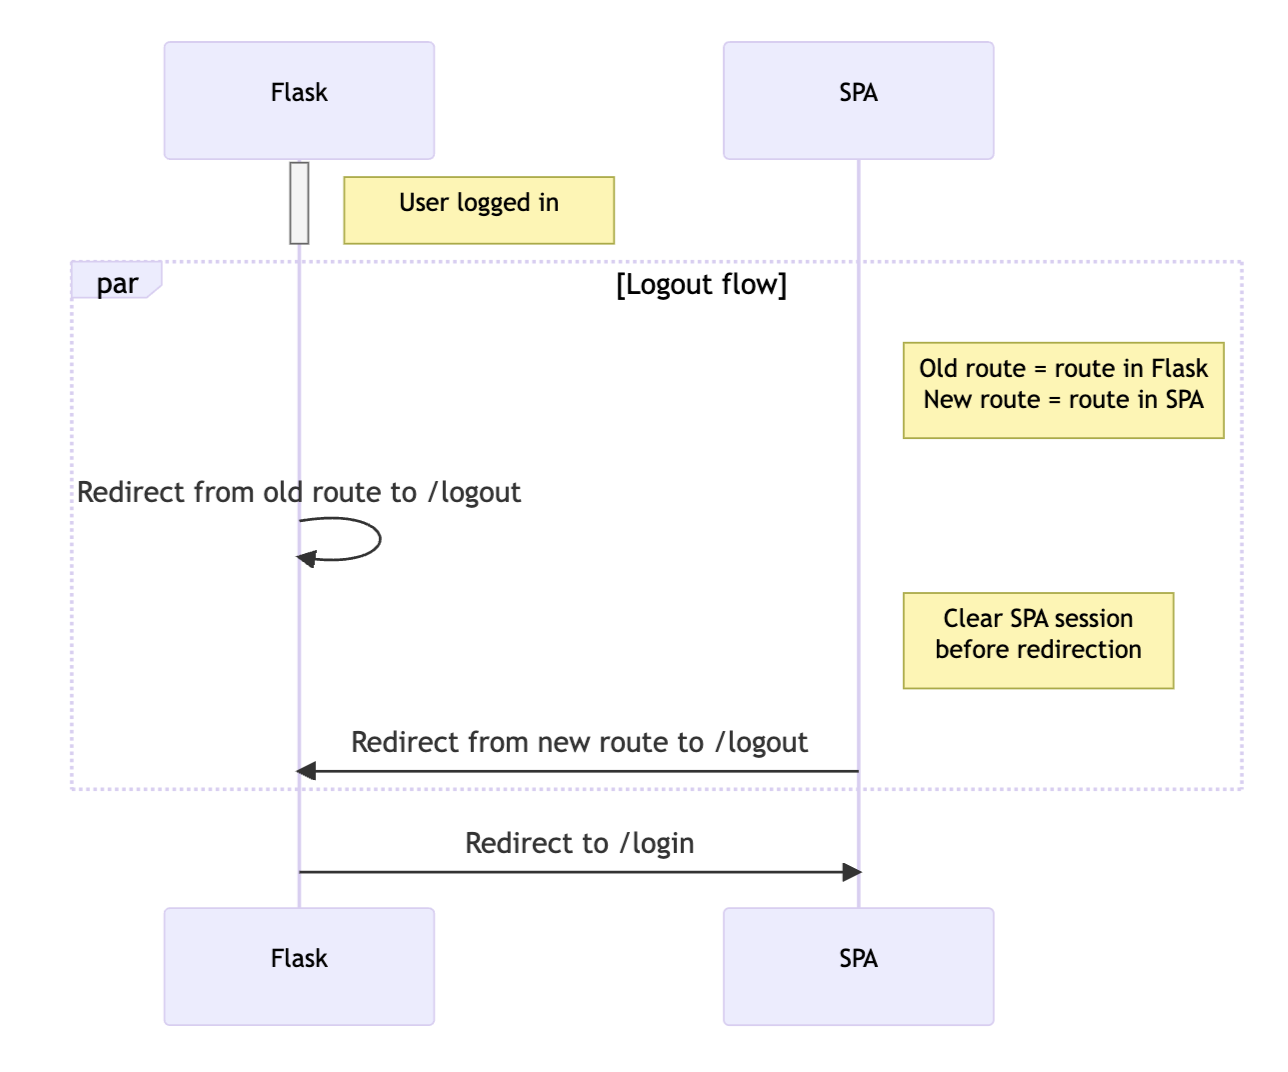 Flask
SPA
User logged in
par
[Logout flow]
Old route = route in Flask
New route = route in SPA
Redirect from old route to /logout
Clear SPA session
before redirection
Redirect from new route to /logout
Redirect to /login
Flask
SPA